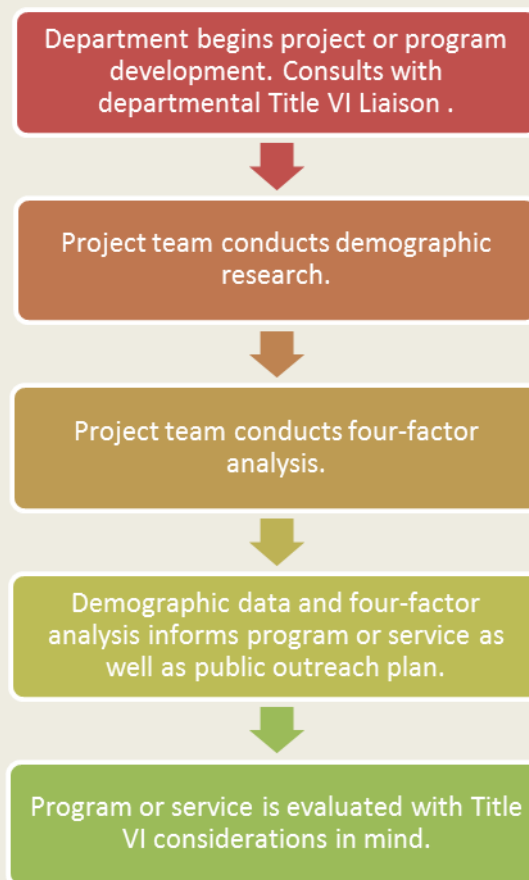 Department begins project or program
development. Consults with
departmental Title VI Liaison .
Project team conducts demographic
research.
Project team conducts four-factor
analysis.
Demographic data and four-factor
analysis informs program or service as
well as public outreach plan.
Program or service is evaluated with Title
VI considerations in mind.